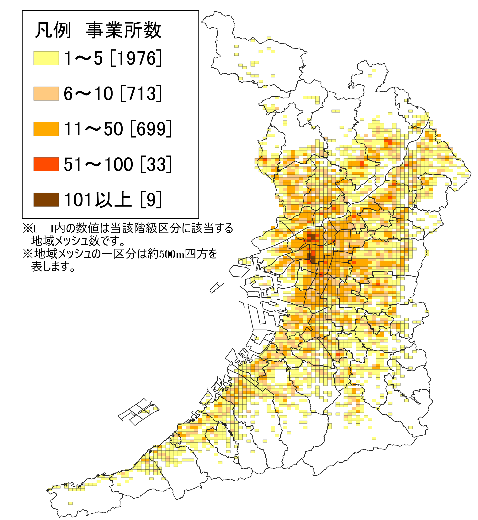 凡例 事業所数
1～5 [1976]
6～10 [713]
11～50 [699]
51～100 [33]
101以上 [9]
※[ ]内の数値は当該階級区分に該当する
地域メッシュ数です。
※地域メッシュの一区分は約500m四方を
表します。